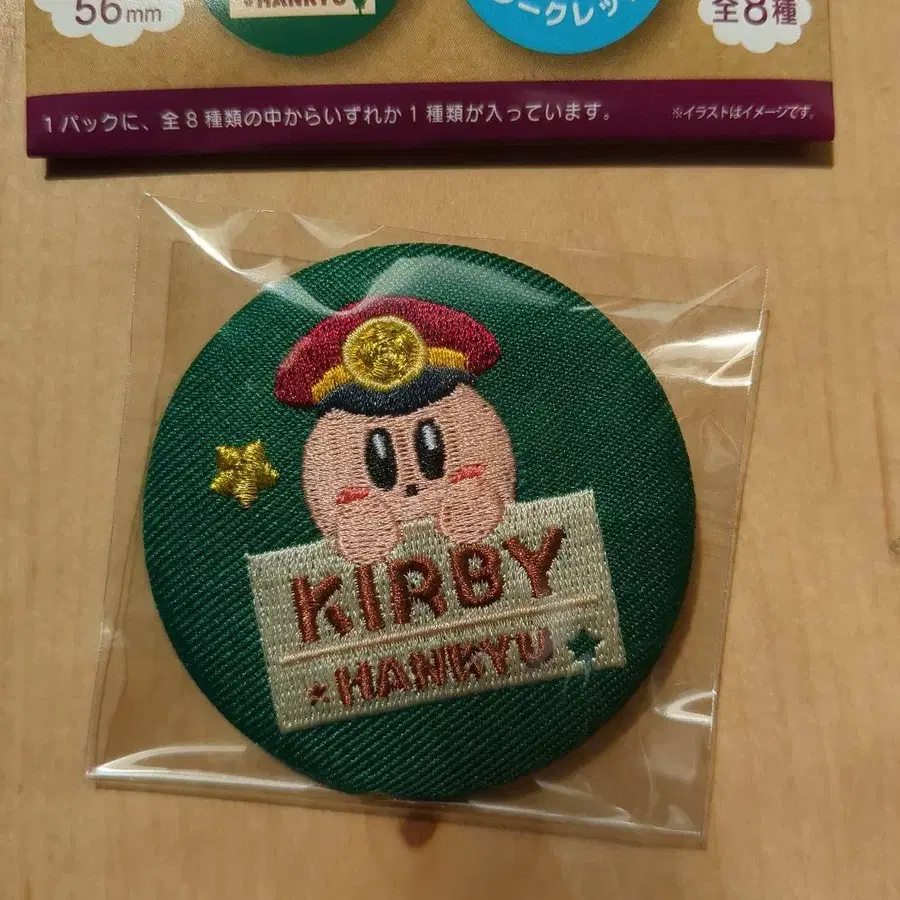 56mm
HANKYU
全8種
1パックに、全8種類の中からいずれか1種類が入っています。
※イラストはイメージです。
KIRBY
HANKYU